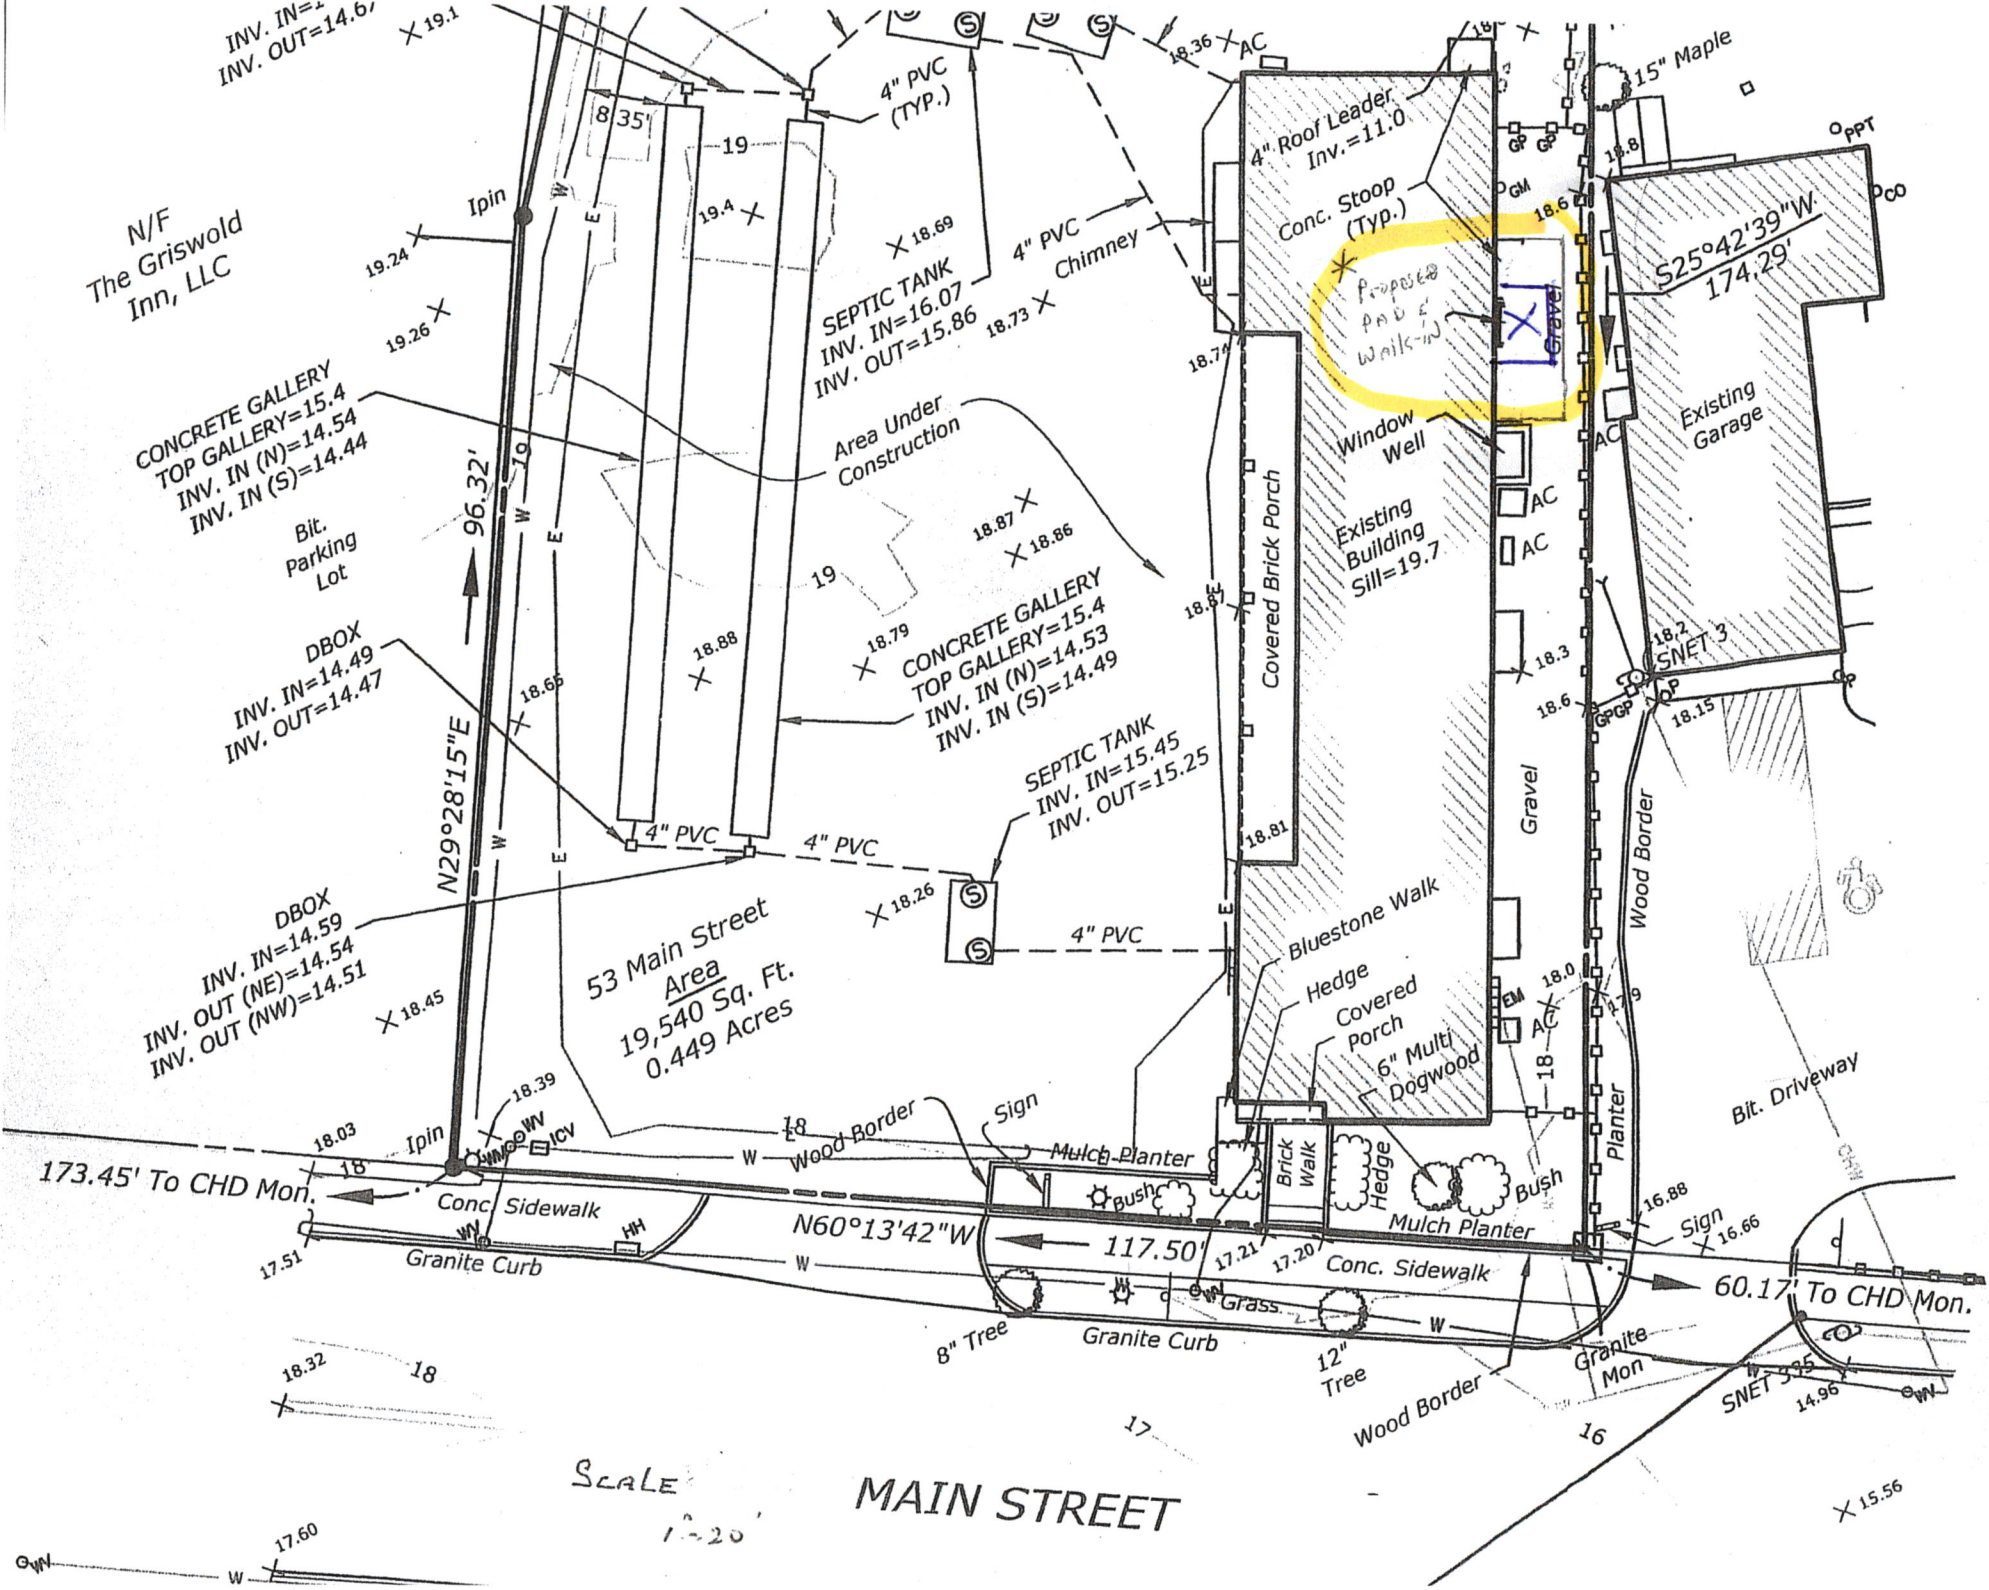 INV. OUT=14.67
19.1
8.35'
4" PVC
(TYP.)
18.36
AC
15" Maple
PPT
CO
4" Roof Leader
Inv.=11.0
GP
GP
18.8
GM
18.6
Conc. Stoop
(Typ.)
Ipin
W
E
19
19.4
N/F
The Griswold
Inn, LLC
19.24
19.26
18.69
4" PVC
Chimney
E
S25°42'39"W
174.29'
SEPTIC TANK
INV. IN=16.07
INV. OUT=15.86
18.73
Proposed
PAD &
WALK-IN
Gravel
CONCRETE GALLERY
TOP GALLERY=15.4
INV. IN (N)=14.54
INV. IN (S)=14.44
Area Under
Construction
Window
Well
Existing
Garage
AC
96.32'
19
W
E
Bit.
Parking
Lot
18.87
18.86
19
Covered Brick Porch
Existing
Building
Sill=19.7
AC
AC
DBOX
INV. IN=14.49
INV. OUT=14.47
18.65
18.88
18.79
CONCRETE GALLERY
TOP GALLERY=15.4
INV. IN (N)=14.53
INV. IN (S)=14.49
18.87
E
18.3
18.2
SNET 3
18.6
GPGP
18.15
N29°28'15"E
W
E
4" PVC
4" PVC
SEPTIC TANK
INV. IN=15.45
INV. OUT=15.25
18.81
Gravel
Wood Border
DBOX
INV. IN=14.59
INV. OUT (NE)=14.54
INV. OUT (NW)=14.51
18.26
S
S
4" PVC
E
Bluestone Walk
Hedge
Covered
Porch
EM
AC
18.0
17.9
18.45
53 Main Street
Area
19,540 Sq. Ft.
0.449 Acres
6" Multi
Dogwood
18
Planter
Bit. Driveway
18.39
WV
ICV
WV
18.03
18
Ipin
18
W
Wood Border
Sign
Mulch Planter
Bush
Brick
Walk
Hedge
Bush
Mulch Planter
173.45' To CHD Mon.
Conc. Sidewalk
WV
HH
17.51
Granite Curb
N60°13'42"W
117.50'
17.21
17.20
Conc. Sidewalk
16.88
Sign
16.66
60.17' To CHD Mon.
W
WV
Grass
W
8" Tree
Granite Curb
12"
Tree
Wood Border
Granite
Mon
SNET 3.75
14.96
WV
18.32
18
17
16
15.56
SCALE
1"=20'
MAIN STREET
17.60
WV
W